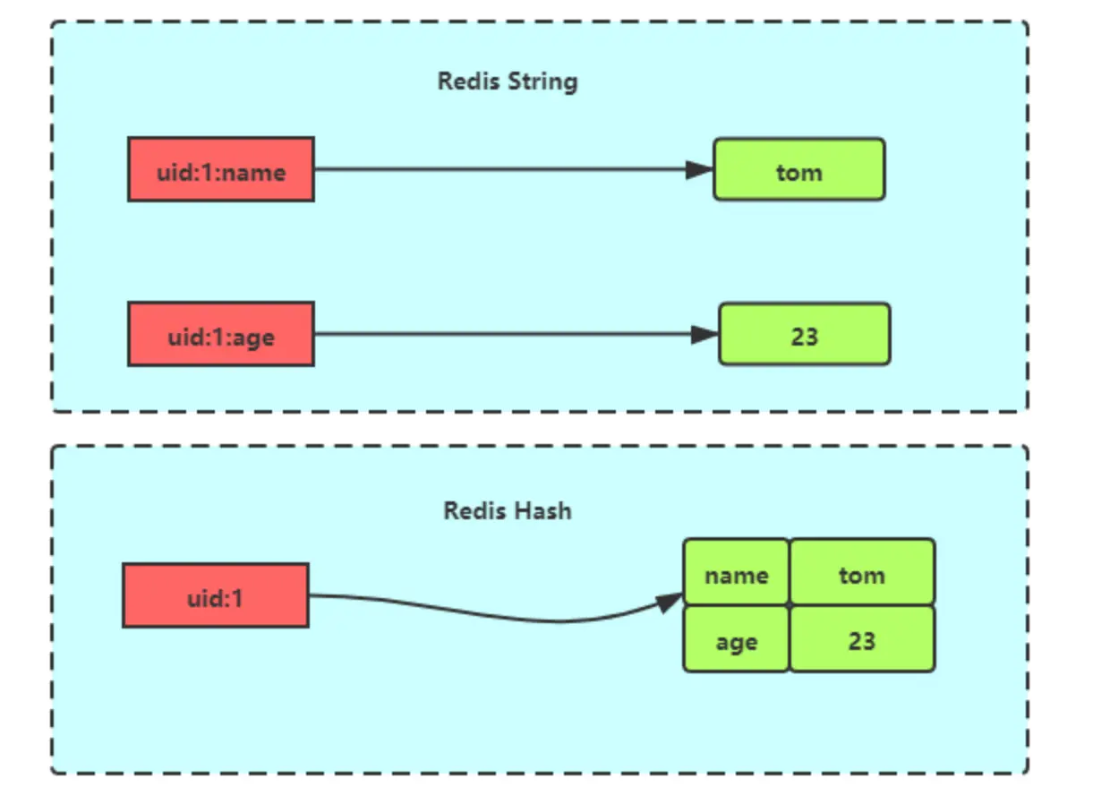 Redis String
uid:1:name
tom
uid:1:age
23
Redis Hash
uid:1
name tom
age 23